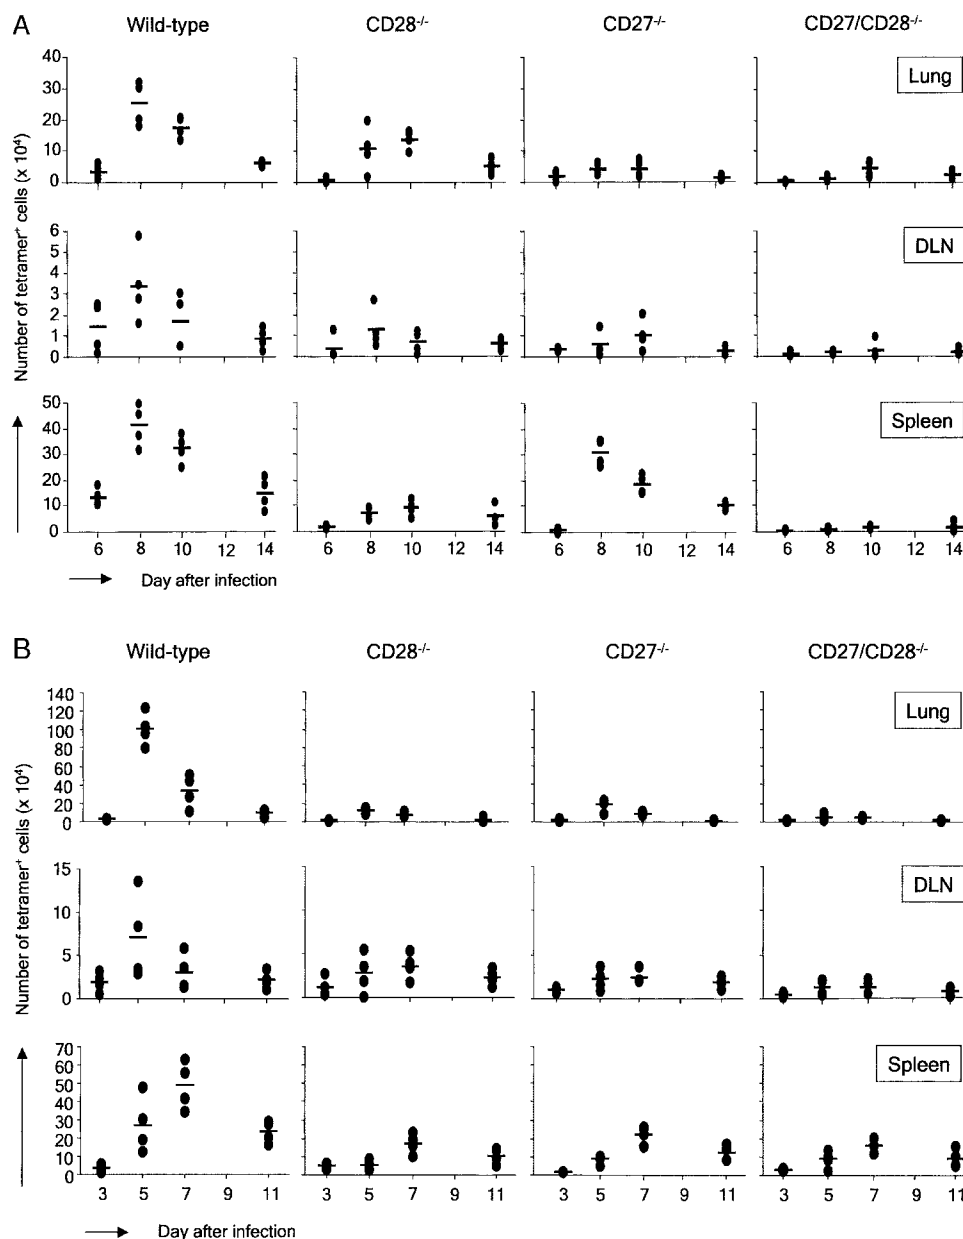 A
Wild-type CD28-/- CD27-/- CD27/CD28-/-
Number of tetramer+ cells (x 10⁴)
40
30
20
10
0
Lung
6
5
4
3
2
1
0
DLN
50
40
30
20
10
0
Spleen
6 8 10 12 14 6 8 10 12 14 6 8 10 12 14 6 8 10 12 14
Day after infection
B
Wild-type CD28-/- CD27-/- CD27/CD28-/-
Number of tetramer+ cells (x 10⁴)
140
120
100
80
60
40
20
0
Lung
15
10
5
0
DLN
70
60
50
40
30
20
10
0
Spleen
3 5 7 9 11 3 5 7 9 11 3 5 7 9 11 3 5 7 9 11
Day after infection